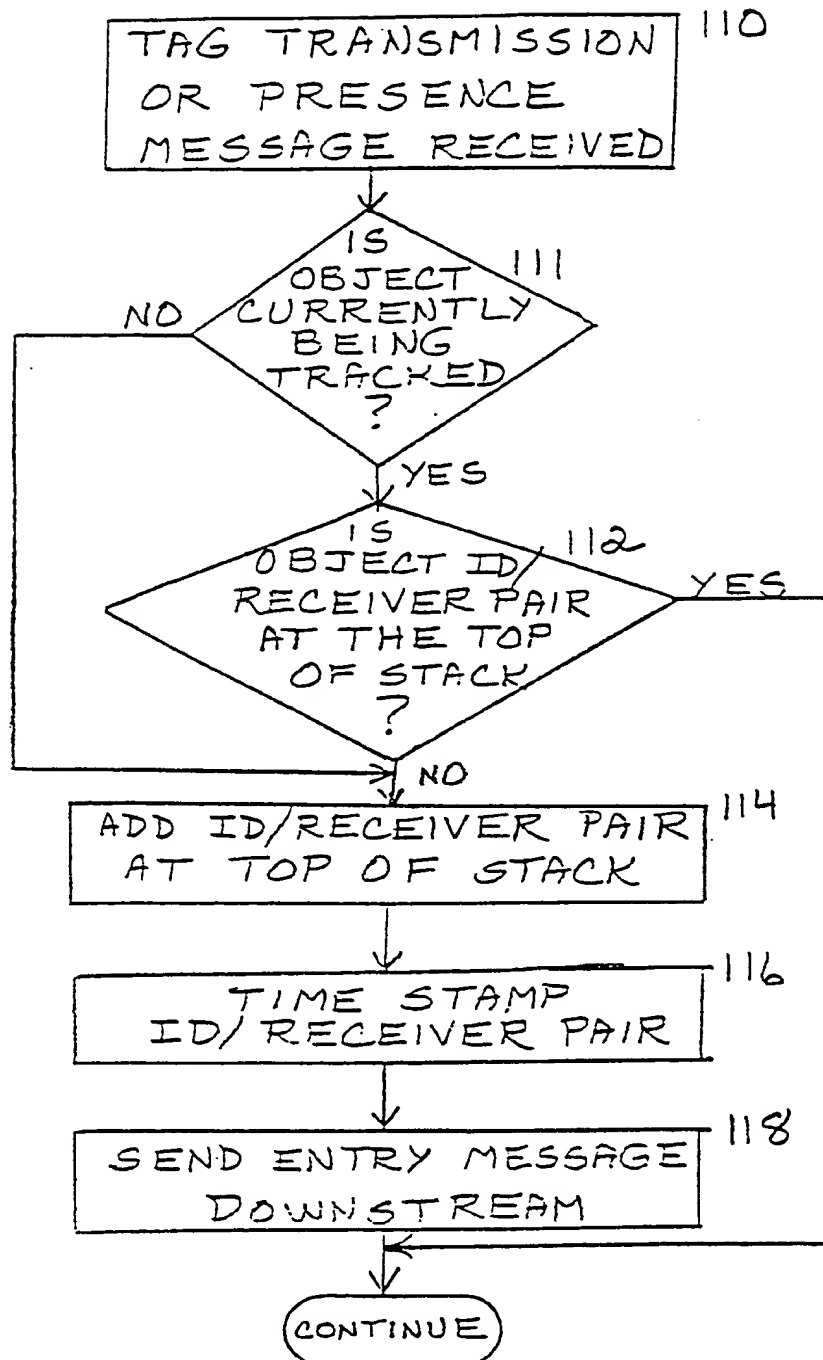 TAG TRANSMISSION
OR PRESENCE
MESSAGE RECEIVED
110
IS
OBJECT
CURRENTLY
BEING
TRACKED
?
111
NO
YES
IS
OBJECT ID/
RECEIVER PAIR
AT THE TOP
OF STACK
?
112
YES
NO
ADD ID/RECEIVER PAIR
AT TOP OF STACK
114
TIME STAMP
ID/RECEIVER PAIR
116
SEND ENTRY MESSAGE
DOWNSTREAM
118
CONTINUE